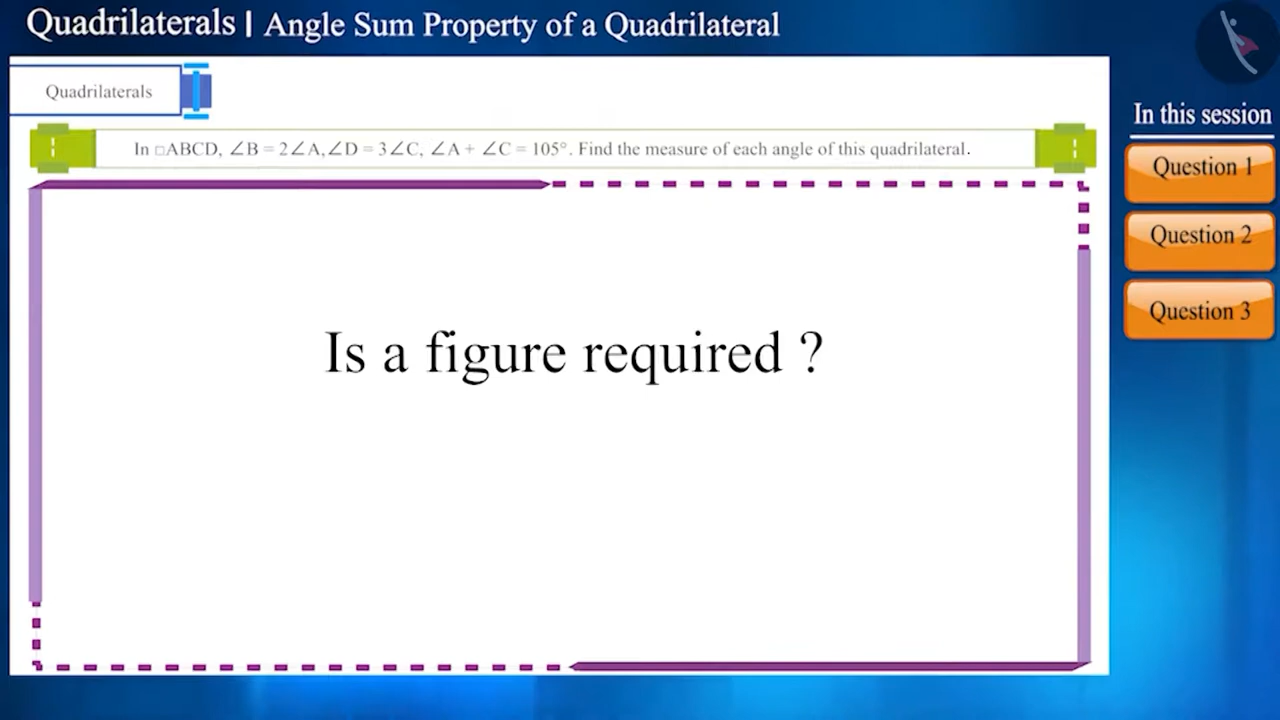 Quadrilaterals | Angle Sum Property of a Quadrilateral
Quadrilaterals
In □ABCD, ∠B = 2∠A,∠D = 3∠C, ∠A + ∠C = 105°. Find the measure of each angle of this quadrilateral.
Is a figure required ?
In this session
Question 1
Question 2
Question 3